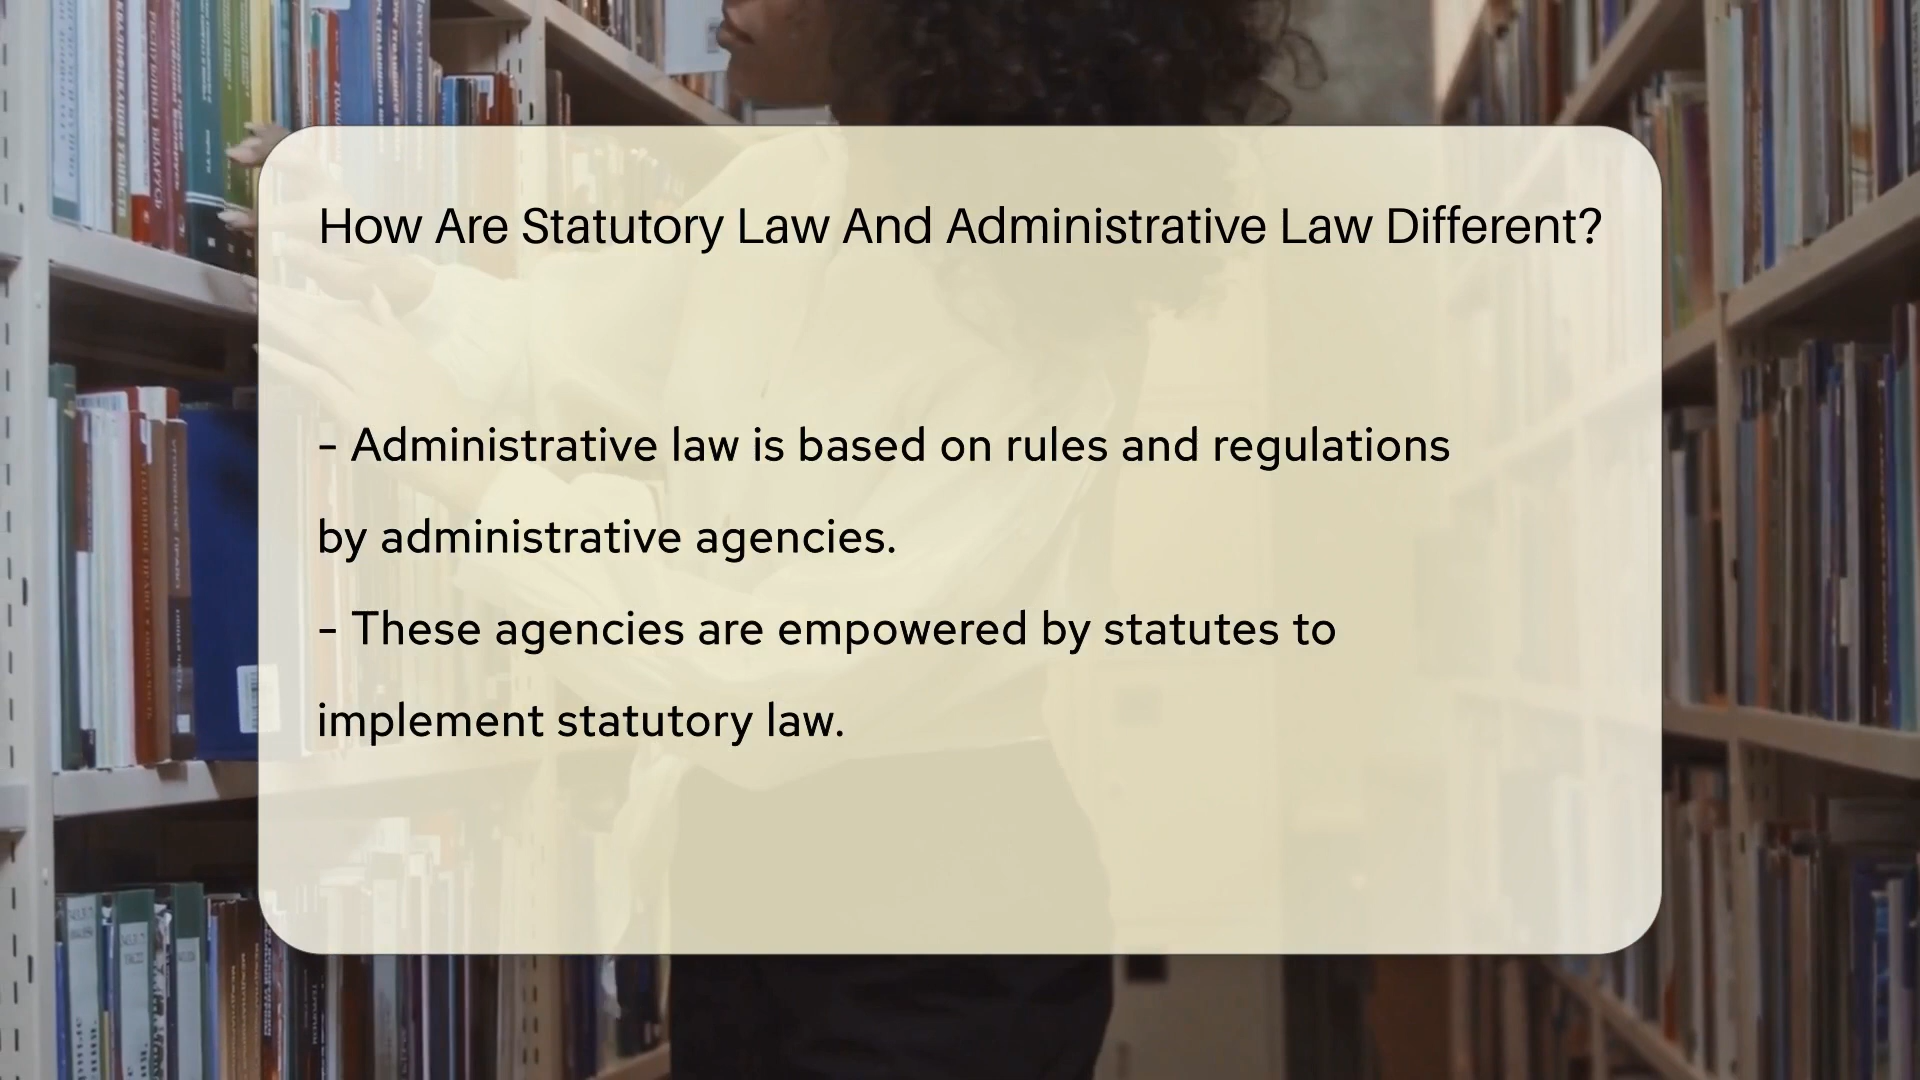 How Are Statutory Law And Administrative Law Different?
- Administrative law is based on rules and regulations
by administrative agencies.
- These agencies are empowered by statutes to
implement statutory law.